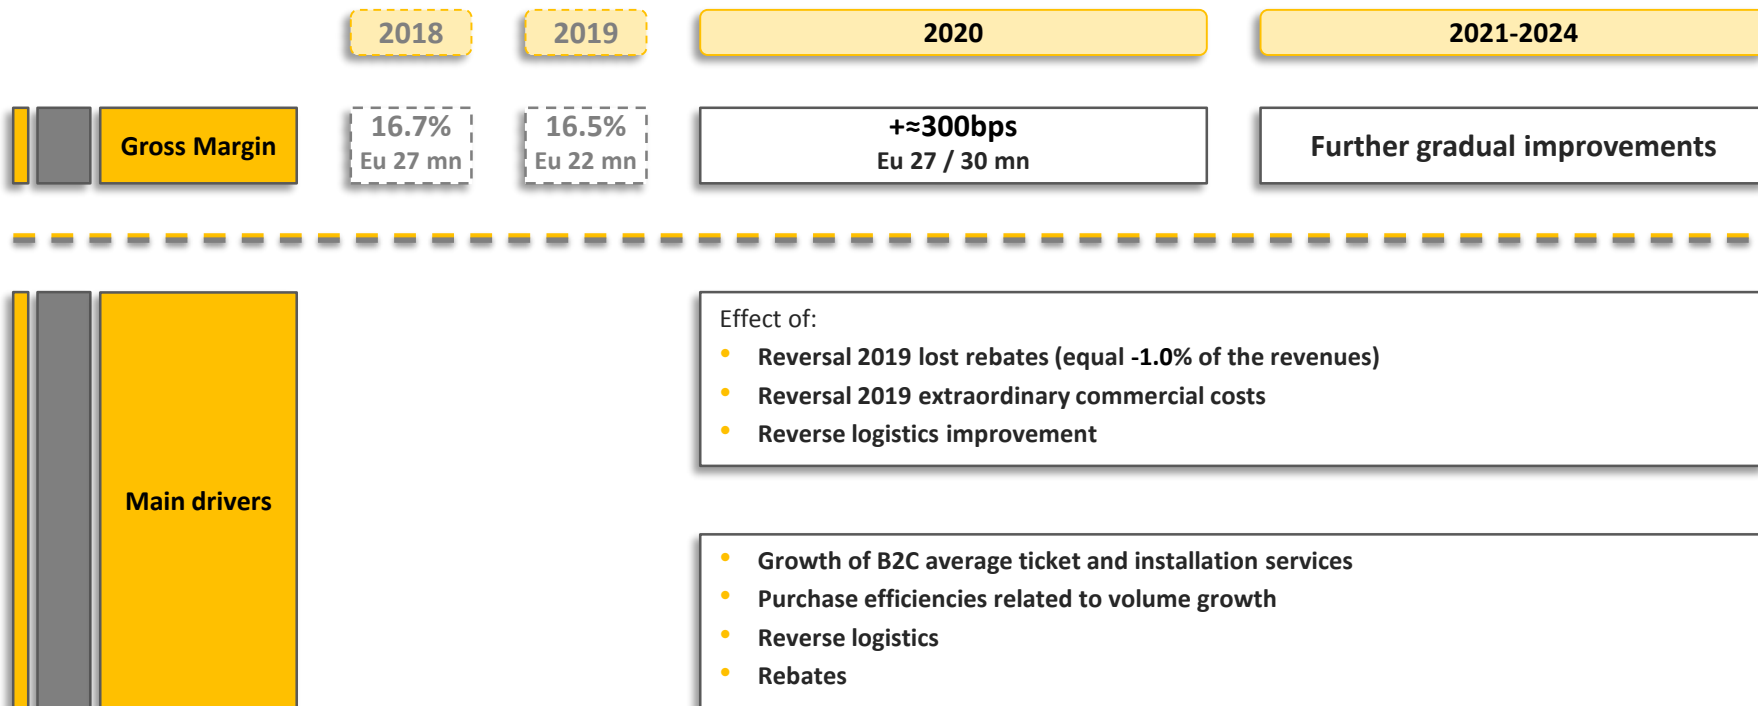 2018 2019 2020 2021-2024
Gross Margin
16.7%
Eu 27 mn
16.5%
Eu 22 mn
+≈300bps
Eu 27 / 30 mn
Further gradual improvements
Main drivers
Effect of:
• Reversal 2019 lost rebates (equal -1.0% of the revenues)
• Reversal 2019 extraordinary commercial costs
• Reverse logistics improvement
• Growth of B2C average ticket and installation services
• Purchase efficiencies related to volume growth
• Reverse logistics
• Rebates